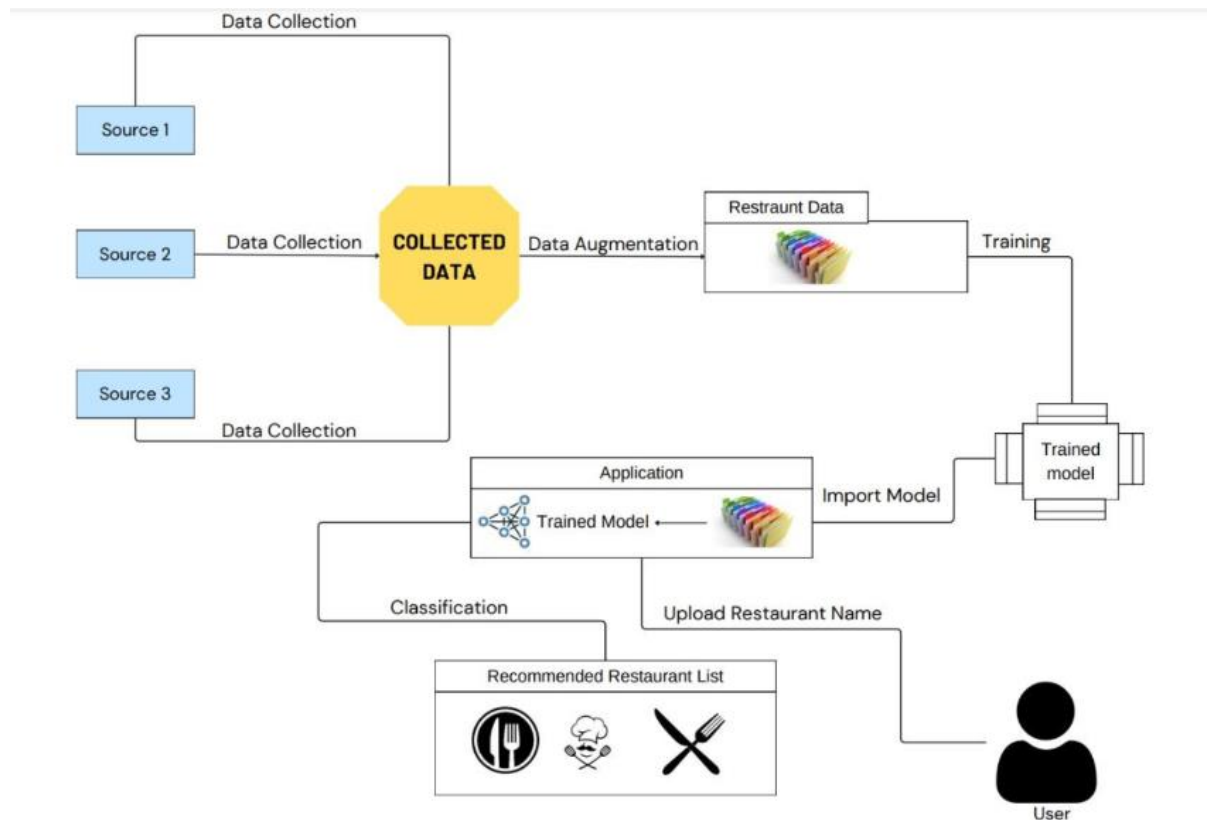 Data Collection
Source 1
Source 2
Data Collection
COLLECTED
DATA
Data Augmentation
Restraunt Data
Training
Source 3
Data Collection
Trained
model
Application
Trained Model
Import Model
Classification
Upload Restaurant Name
Recommended Restaurant List
User